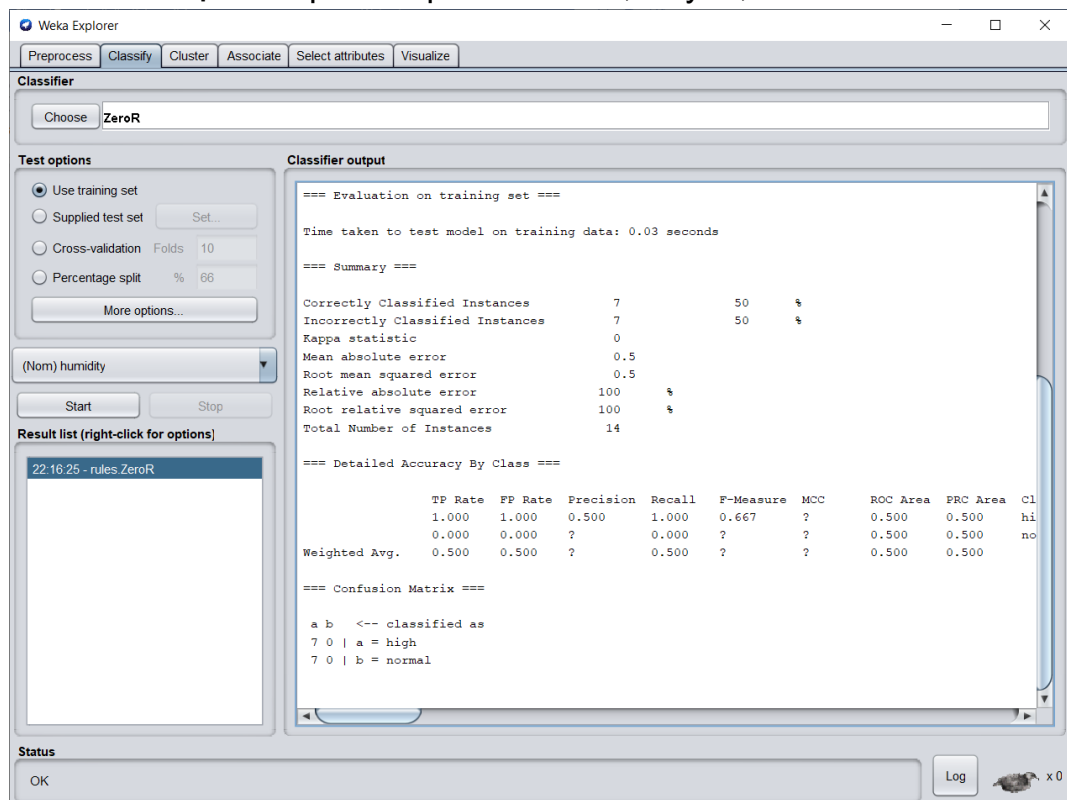 Weka Explorer
Preprocess Classify Cluster Associate Select attributes Visualize
Classifier
Choose ZeroR
Test options
Use training set
Supplied test set Set...
Cross-validation Folds 10
Percentage split % 66
More options...
(Nom) humidity
Start Stop
Result list (right-click for options)
22:16:25 - rules.ZeroR
Classifier output
=== Evaluation on training set ===
Time taken to test model on training data: 0.03 seconds
=== Summary ===
Correctly Classified Instances 7 50 %
Incorrectly Classified Instances 7 50 %
Kappa statistic 0
Mean absolute error 0.5
Root mean squared error 0.5
Relative absolute error 100 %
Root relative squared error 100 %
Total Number of Instances 14
=== Detailed Accuracy By Class ===
TP Rate FP Rate Precision Recall F-Measure MCC ROC Area PRC Area Cl
1.000 1.000 0.500 1.000 0.667 ? 0.500 0.500 hi
0.000 0.000 ? 0.000 ? ? 0.500 0.500 no
Weighted Avg. 0.500 0.500 ? 0.500 ? ? 0.500 0.500
=== Confusion Matrix ===
a b <-- classified as
7 0 | a = high
7 0 | b = normal
Status
OK
Log
x 0